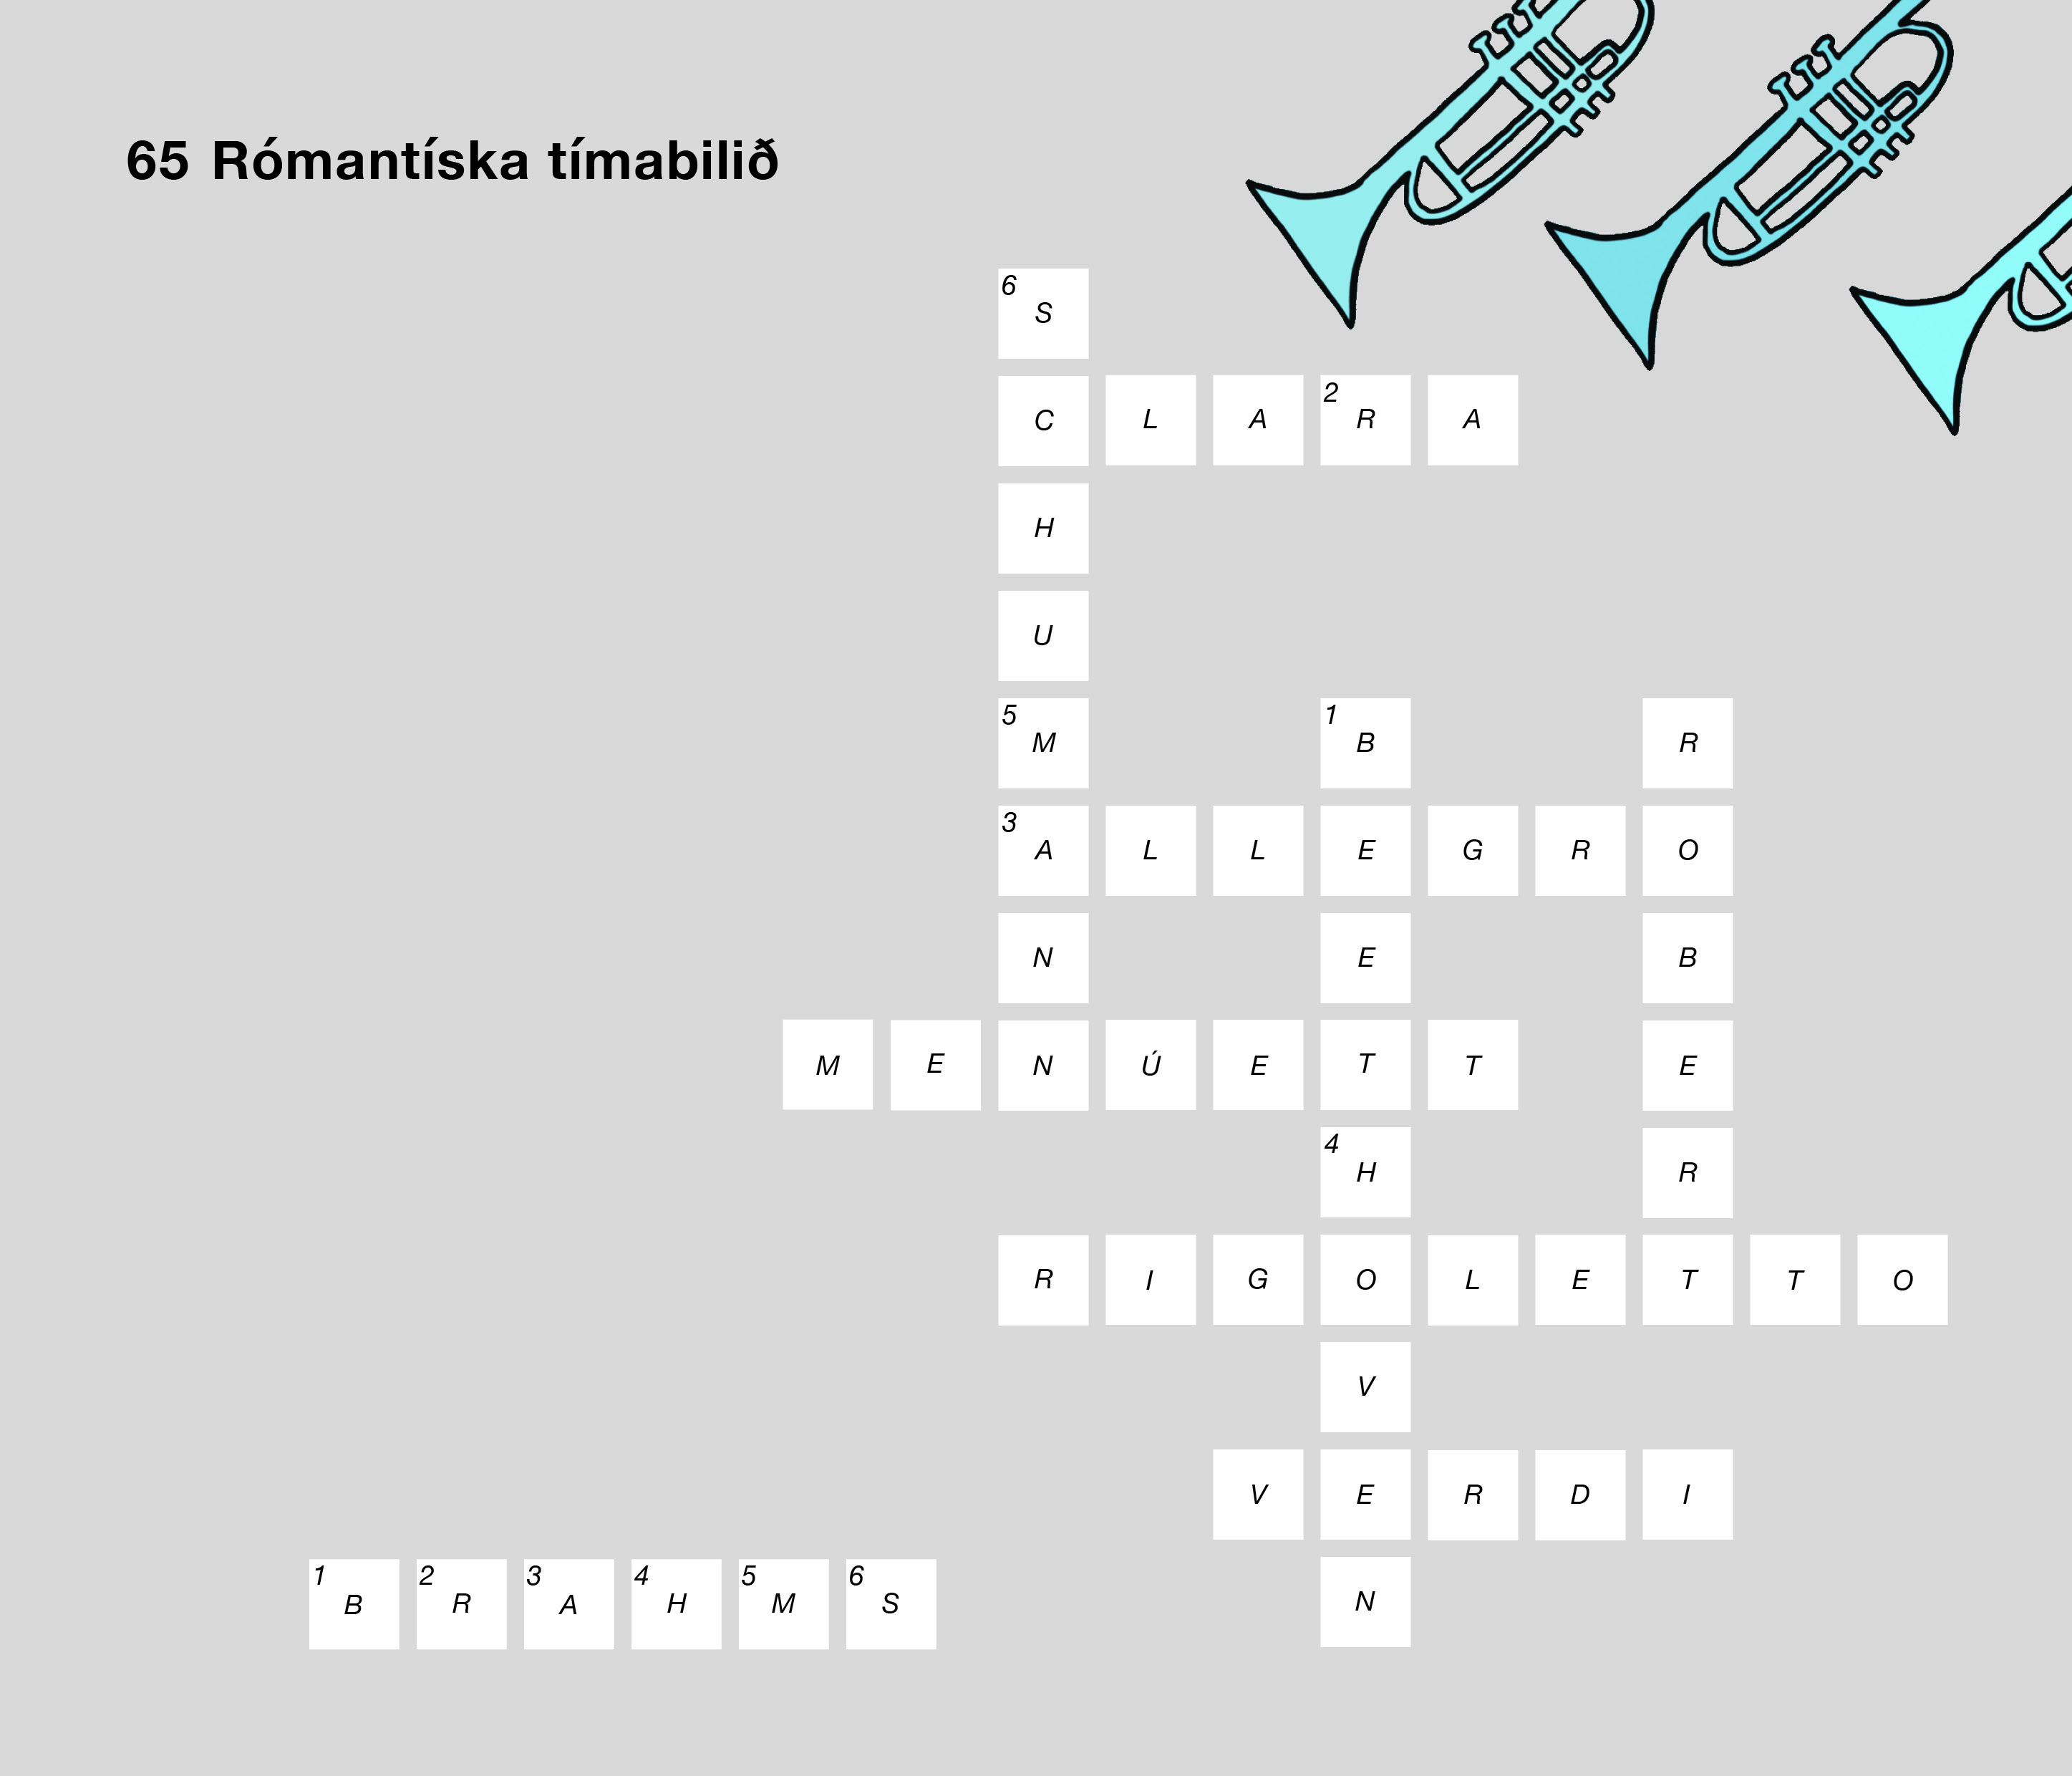 65 Rómantíska tímabilið
6 S
C L A 2 R A
H
U
5 M 1 B R
3 A L L E G R O
N E B
M E N Ú E T T E
4 H R
R I G O L E T T O
V
V E R D I
1 B 2 R 3 A 4 H 5 M 6 S N